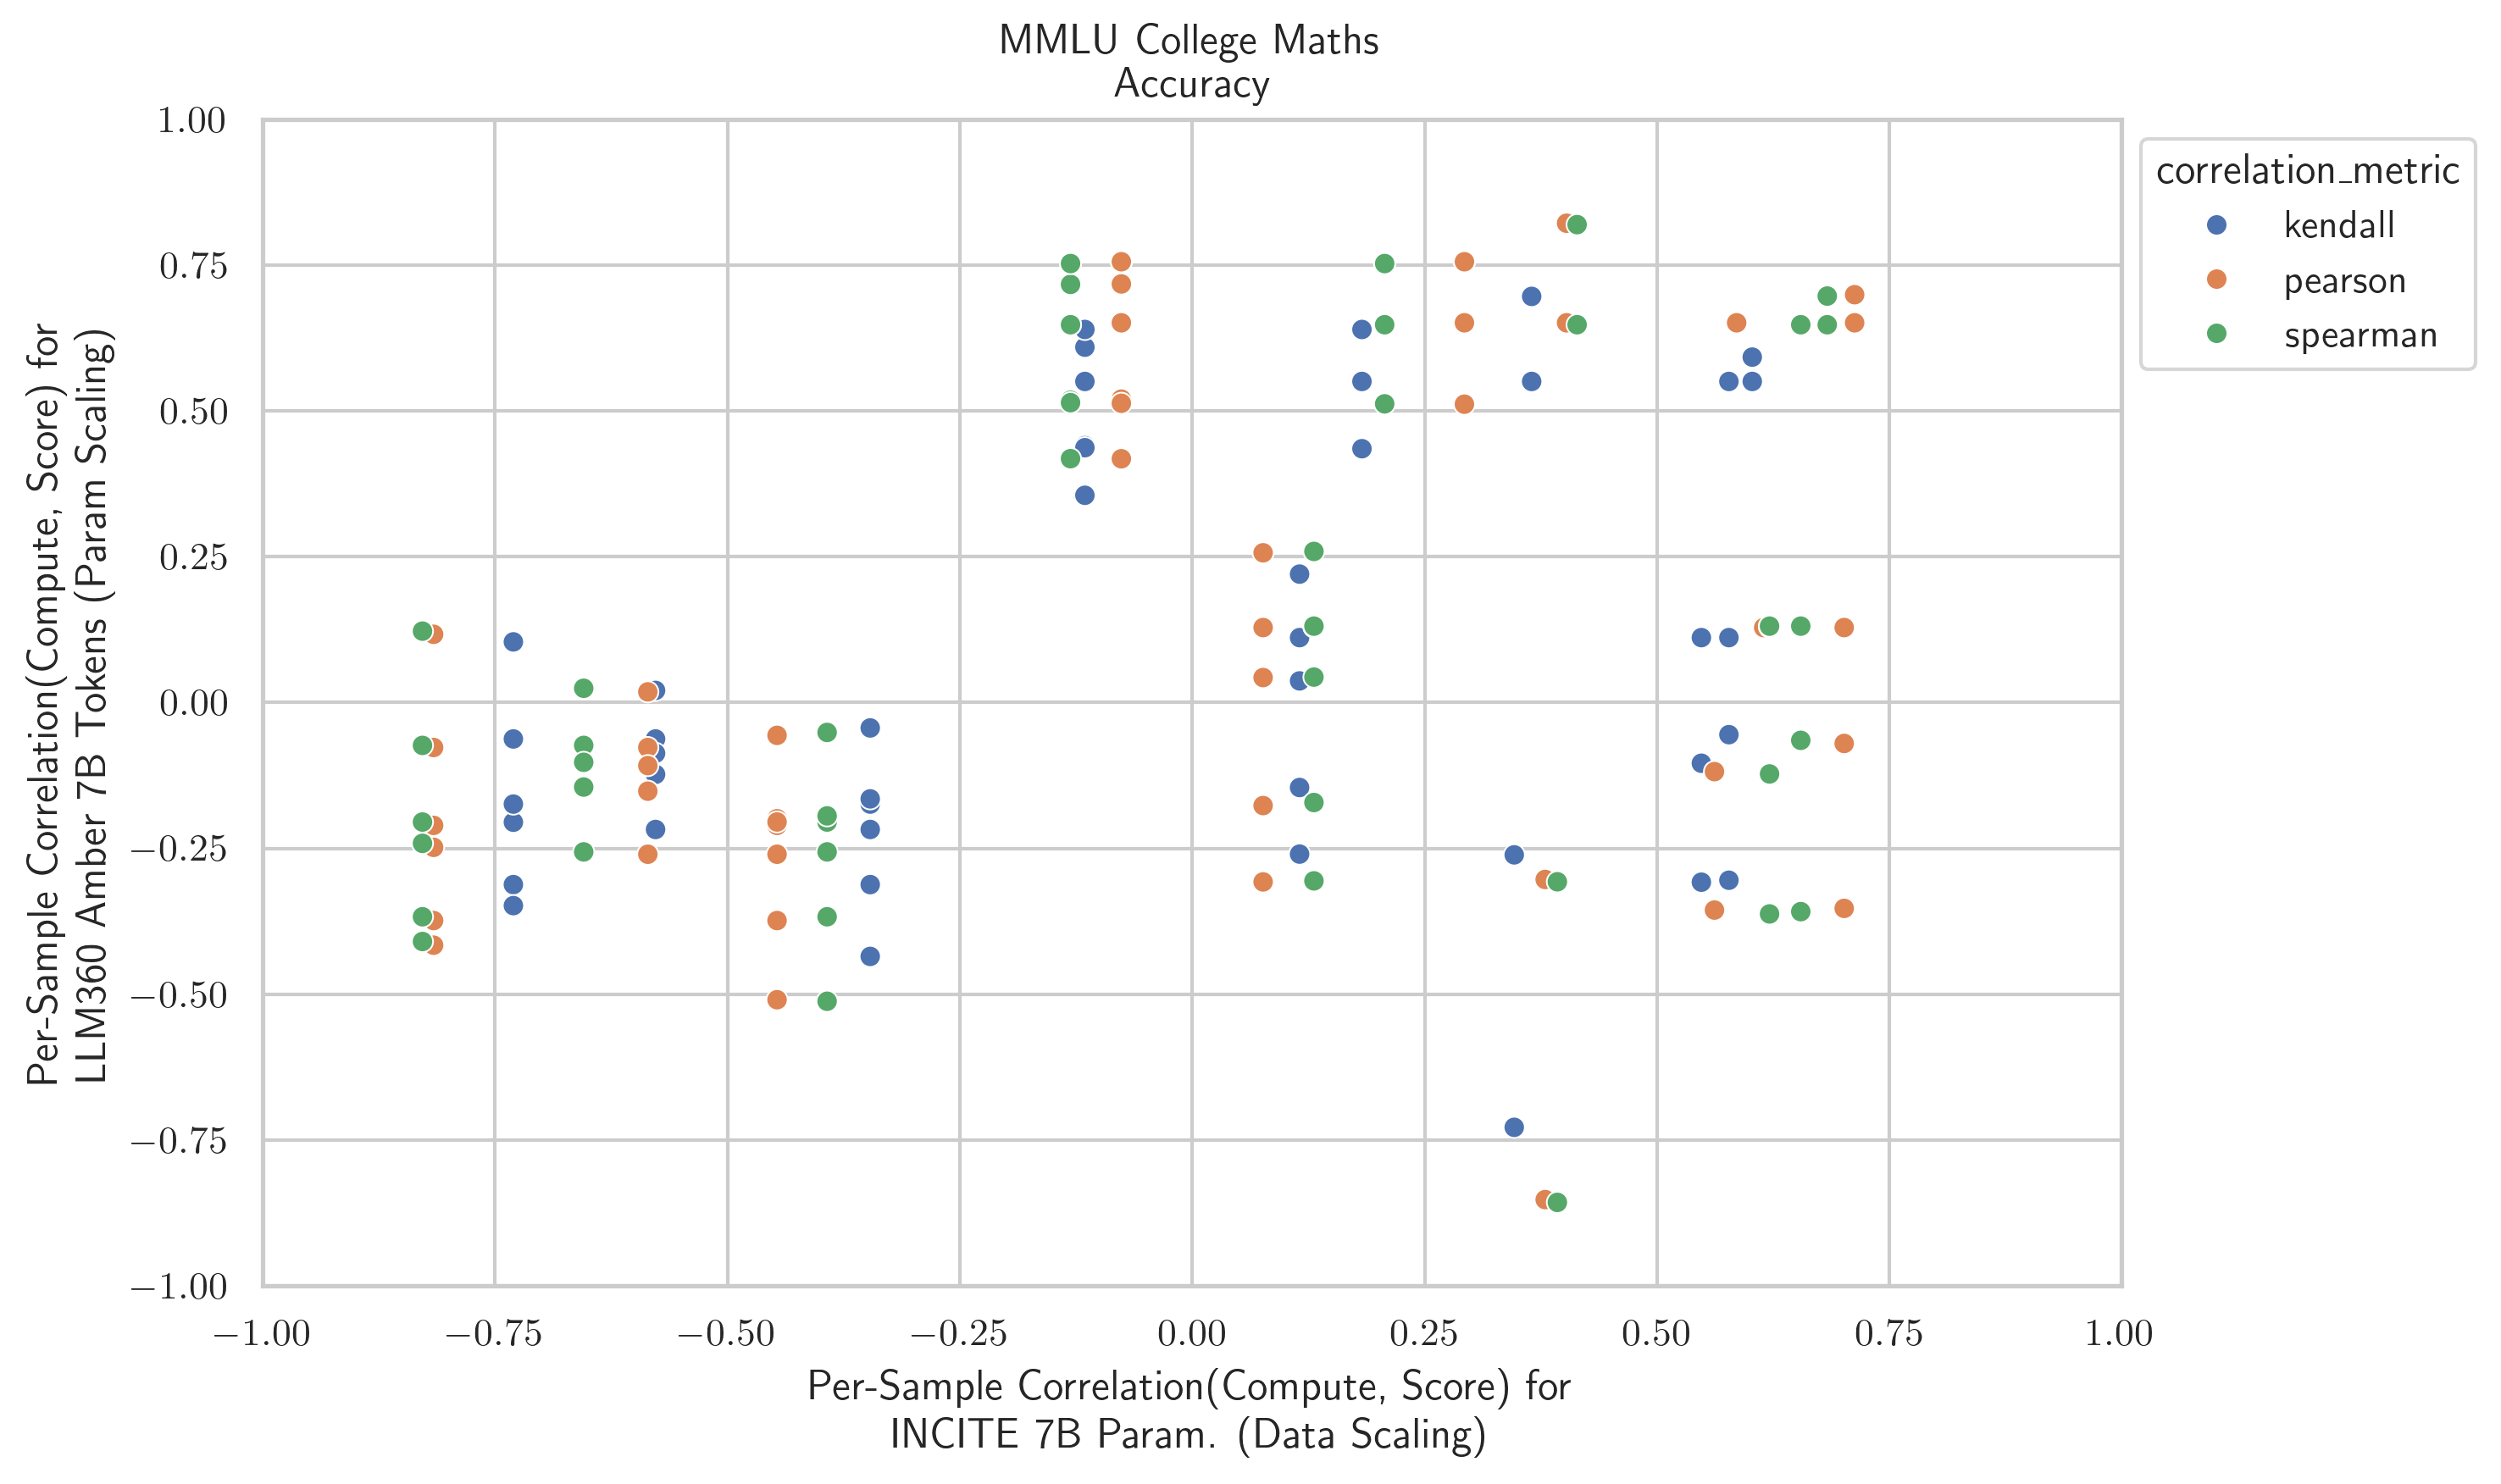 MMLU College Maths
Accuracy
Per-Sample Correlation(Compute, Score) for
LLM360 Amber 7B Tokens (Param Scaling)
1.00
0.75
0.50
0.25
0.00
−0.25
−0.50
−0.75
−1.00
−1.00 −0.75 −0.50 −0.25 0.00 0.25 0.50 0.75 1.00
Per-Sample Correlation(Compute, Score) for
INCITE 7B Param. (Data Scaling)
correlation_metric
kendall
pearson
spearman